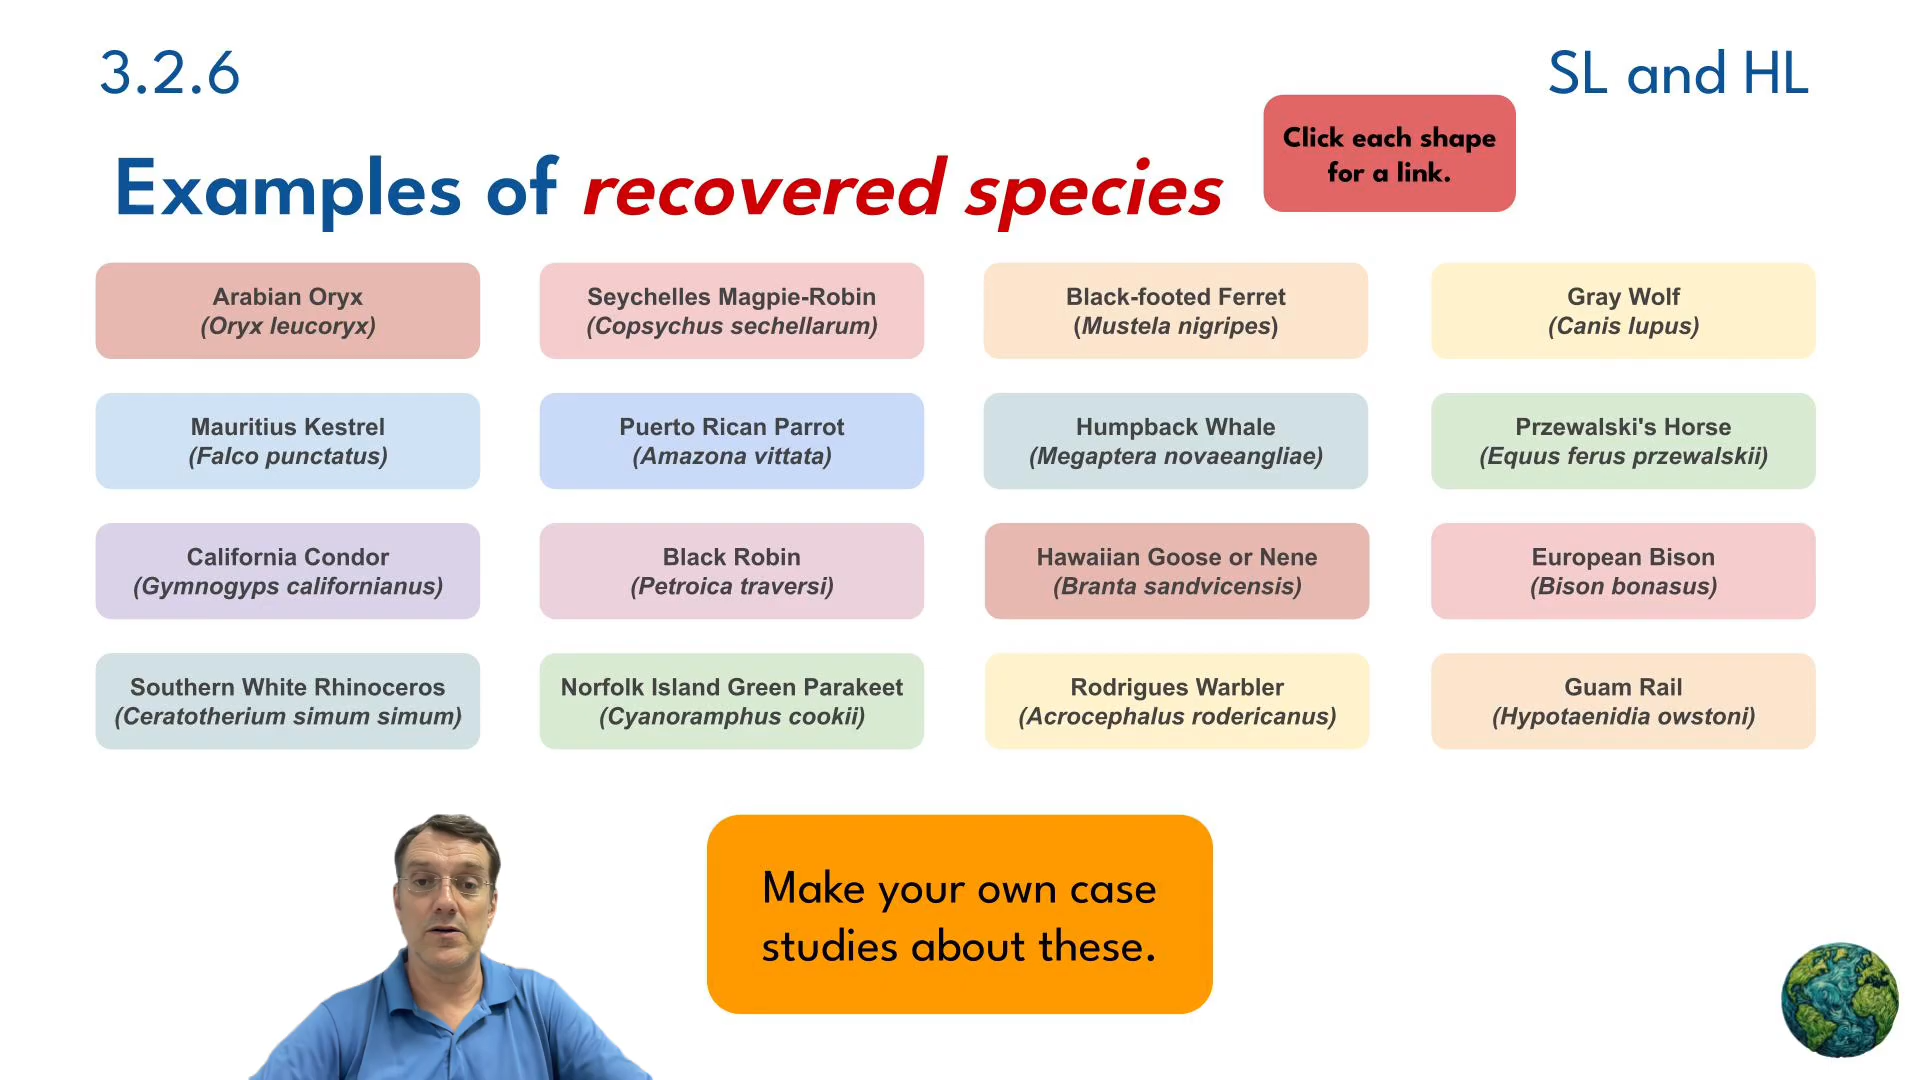 3.2.6
SL and HL
Click each shape
for a link.
Examples of recovered species
Arabian Oryx
(Oryx leucoryx)
Seychelles Magpie-Robin
(Copsychus sechellarum)
Black-footed Ferret
(Mustela nigripes)
Gray Wolf
(Canis lupus)
Mauritius Kestrel
(Falco punctatus)
Puerto Rican Parrot
(Amazona vittata)
Humpback Whale
(Megaptera novaeangliae)
Przewalski's Horse
(Equus ferus przewalskii)
California Condor
(Gymnogyps californianus)
Black Robin
(Petroica traversi)
Hawaiian Goose or Nene
(Branta sandvicensis)
European Bison
(Bison bonasus)
Southern White Rhinoceros
(Ceratotherium simum simum)
Norfolk Island Green Parakeet
(Cyanoramphus cookii)
Rodrigues Warbler
(Acrocephalus rodericanus)
Guam Rail
(Hypotaenidia owstoni)
Make your own case
studies about these.